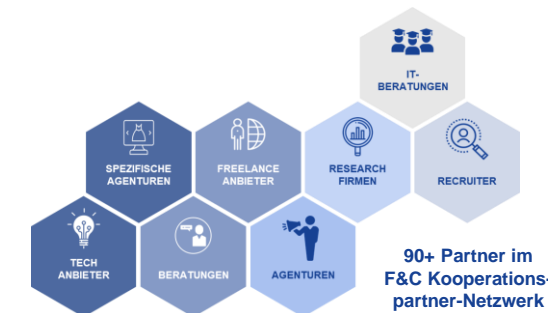 IT-
BERATUNGEN
SPEZIFISCHE
AGENTUREN
FREELANCE
ANBIETER
RESEARCH
FIRMEN
RECRUITER
TECH
ANBIETER
BERATUNGEN
AGENTUREN
90+ Partner im
F&C Kooperations-
partner-Netzwerk